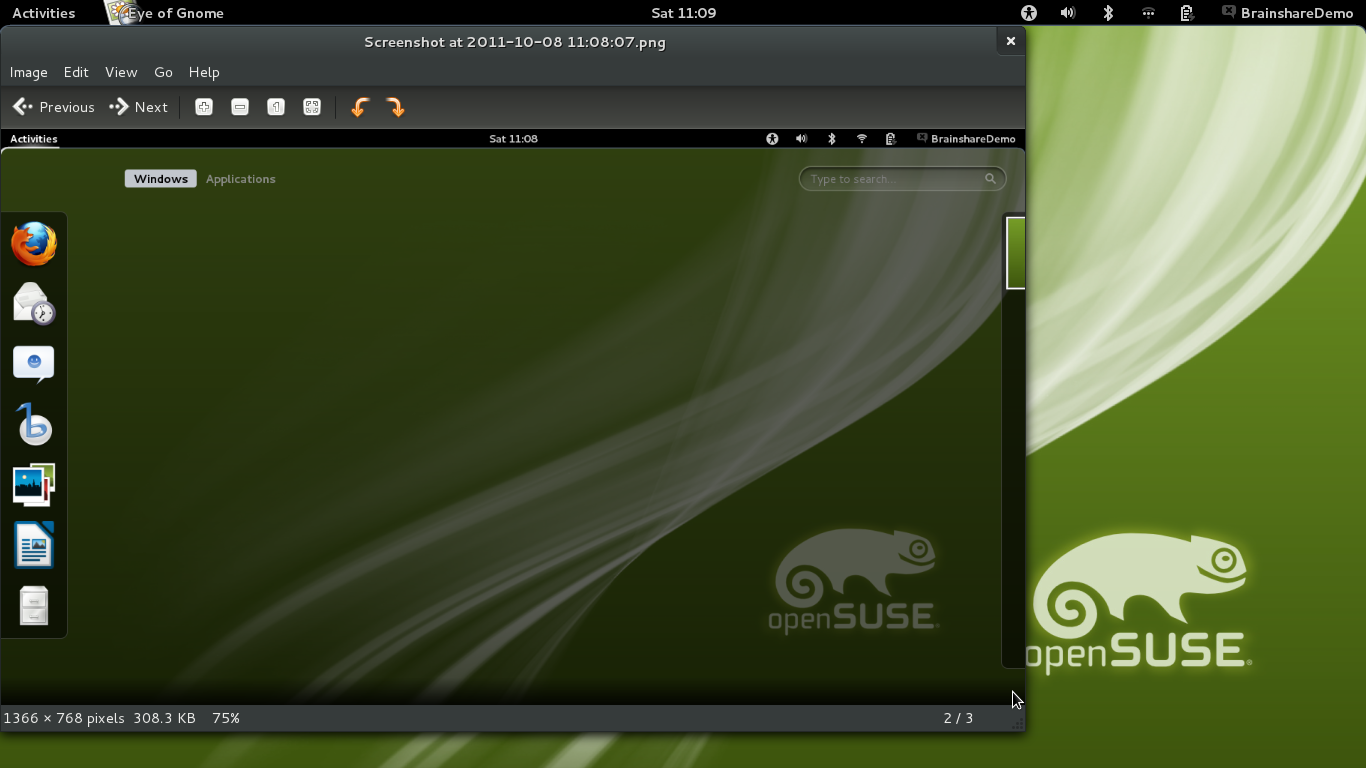 Activities Eye of Gnome Sat 11:09 BrainshareDemo
Screenshot at 2011-10-08 11:08:07.png
Image Edit View Go Help
Previous Next
Activities Sat 11:08 BrainshareDemo
Windows Applications Type to search...
openSUSE
openSUSE
1366 × 768 pixels 308.3 KB 75% 2 / 3